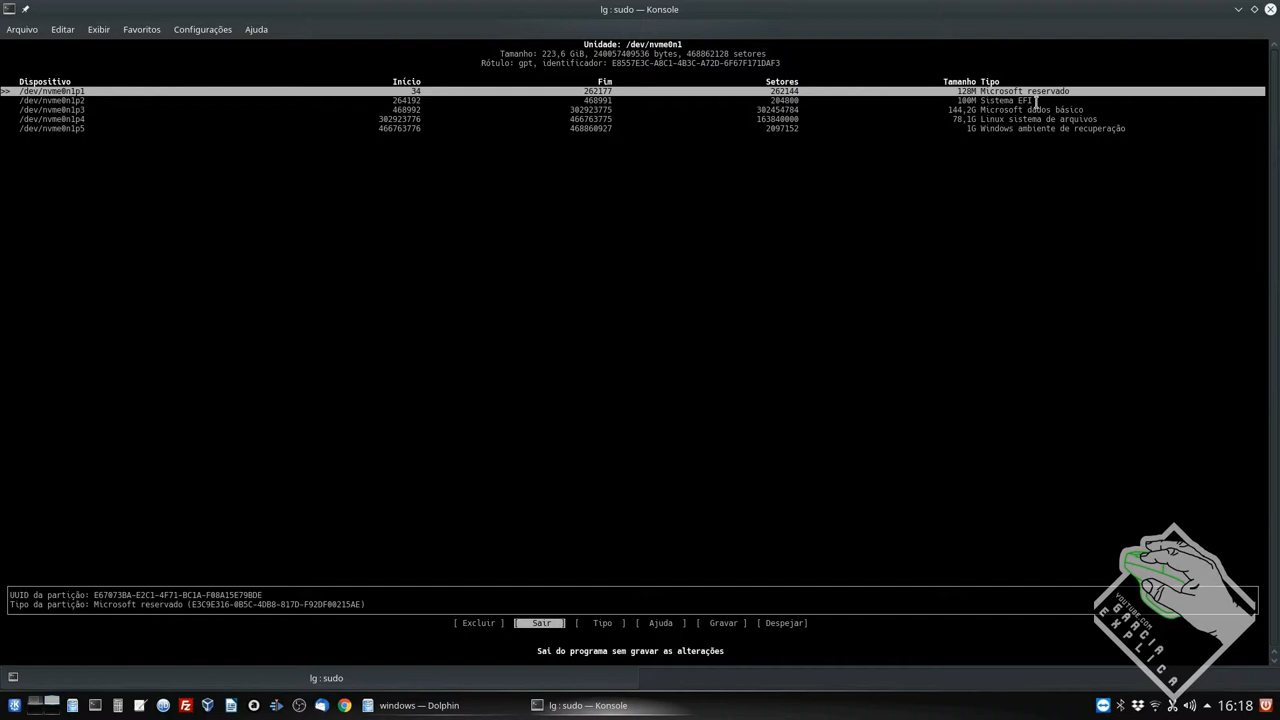 lg : sudo — Konsole
Arquivo Editar Exibir Favoritos Configurações Ajuda
Unidade: /dev/nvme0n1
Tamanho: 223,6 GiB, 240057409536 bytes, 468862128 setores
Rótulo: gpt, identificador: E8557E3C-A8C1-4B3C-A72D-6F67F171DAF3
Dispositivo Início Fim Setores Tamanho Tipo
>> /dev/nvme0n1p1 34 262177 262144 128M Microsoft reservado
/dev/nvme0n1p2 264192 468991 204800 100M Sistema EFI
/dev/nvme0n1p3 468992 302923775 302454784 144,2G Microsoft dados básico
/dev/nvme0n1p4 302923776 466763775 163840000 78,1G Linux sistema de arquivos
/dev/nvme0n1p5 466763776 468860927 2097152 1G Windows ambiente de recuperação
UUID da partição: E67073BA-E2C1-4F71-BC1A-F08A15E79BDE
Tipo da partição: Microsoft reservado (E3C9E316-0B5C-4DB8-817D-F92DF00215AE)
[ Excluir ] [ Sair ] [ Tipo ] [ Ajuda ] [ Gravar ] [ Despejar]
Sai do programa sem gravar as alterações
YOUTUBE.COM
GARCIA
EXPLICA
lg : sudo
windows — Dolphin lg : sudo — Konsole 16:18